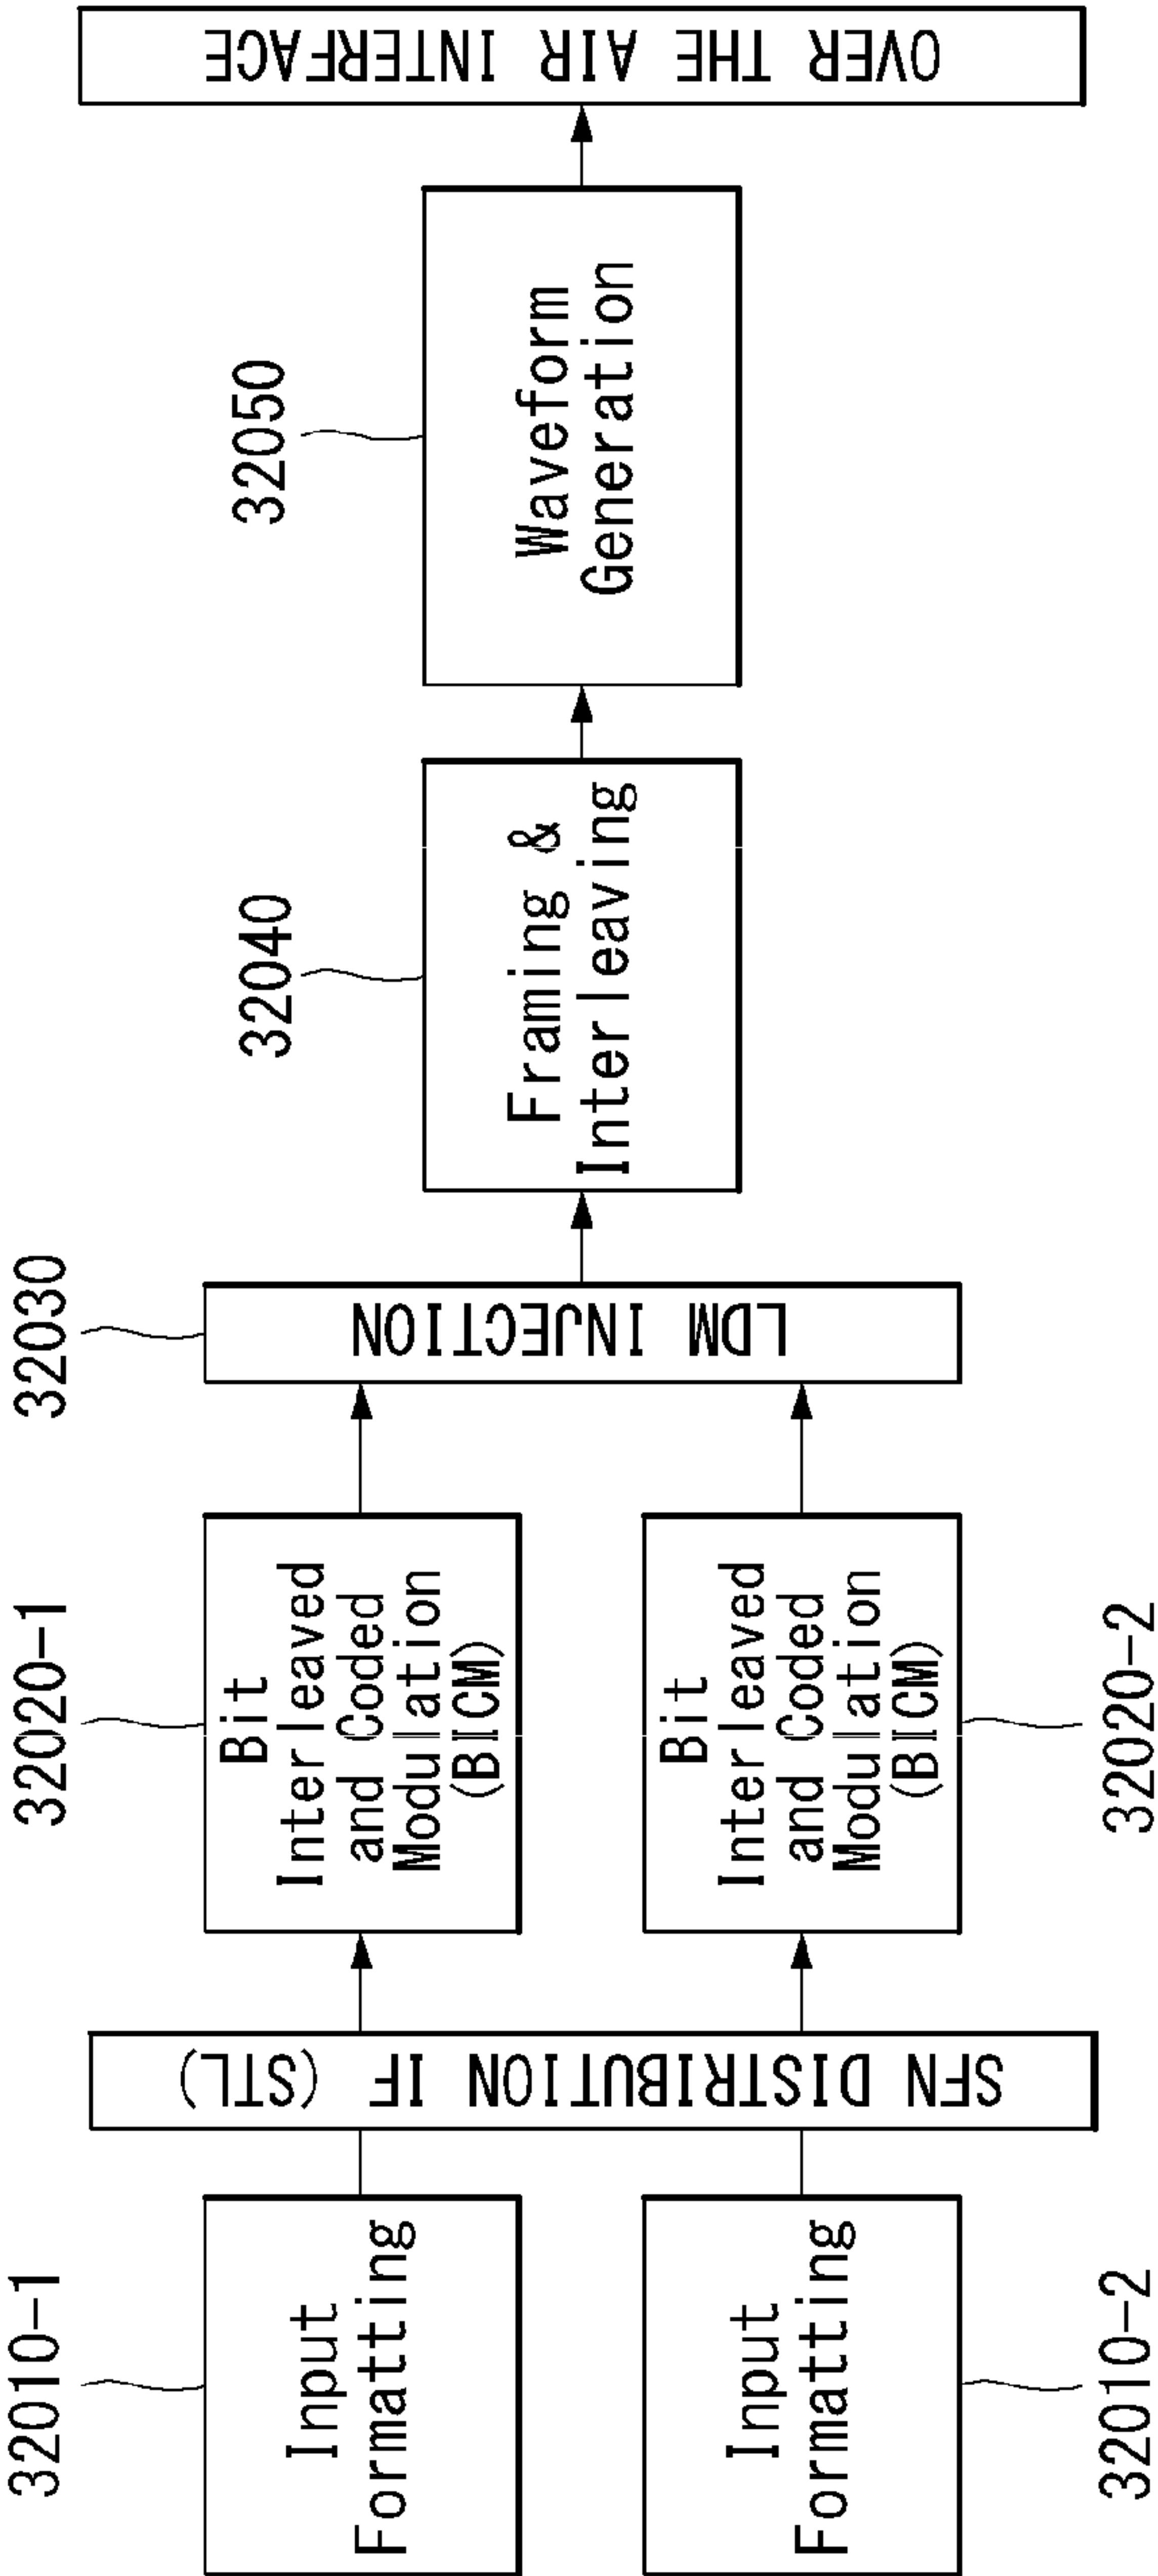 32010-1
Input
Formatting
32010-2
Input
Formatting
SFN DISTRIBUTION IF (STL)
32020-1
Bit
Interleaved
and Coded
Modulation
(BICM)
32020-2
Bit
Interleaved
and Coded
Modulation
(BICM)
32030
LDM INJECTION
32040
Framing &
Interleaving
32050
Waveform
Generation
OVER THE AIR INTERFACE